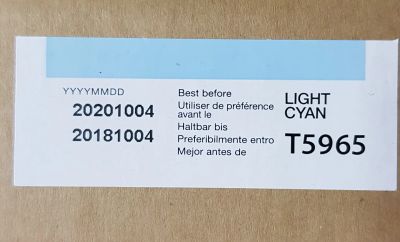 YYYYMMDD
20201004
20181004
Best before
Utiliser de préférence
avant le
Haltbar bis
Preferibilmente entro
Mejor antes de
LIGHT
CYAN
T5965